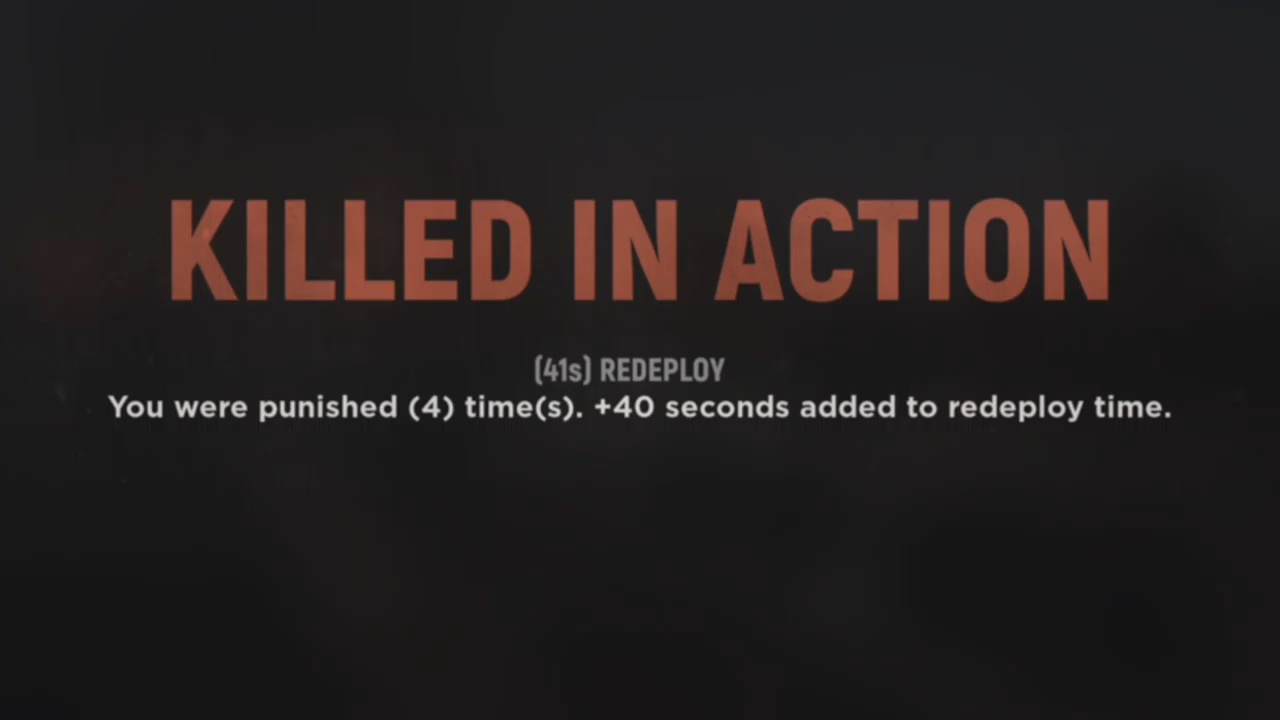 KILLED IN ACTION
(41s) REDEPLOY
You were punished (4) time(s). +40 seconds added to redeploy time.